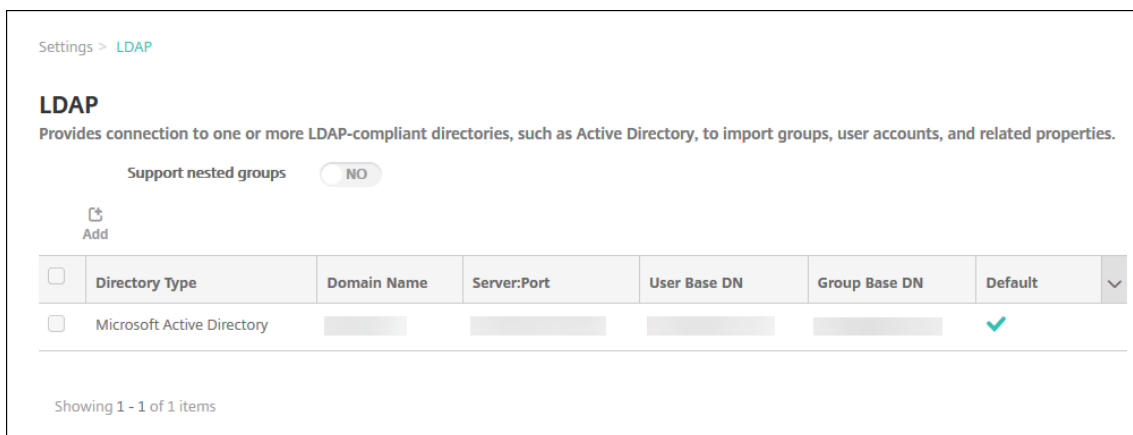 Settings > LDAP
LDAP
Provides connection to one or more LDAP-compliant directories, such as Active Directory, to import groups, user accounts, and related properties.
Support nested groups NO
Add
Directory Type Domain Name Server:Port User Base DN Group Base DN Default
Microsoft Active Directory
Showing 1 - 1 of 1 items